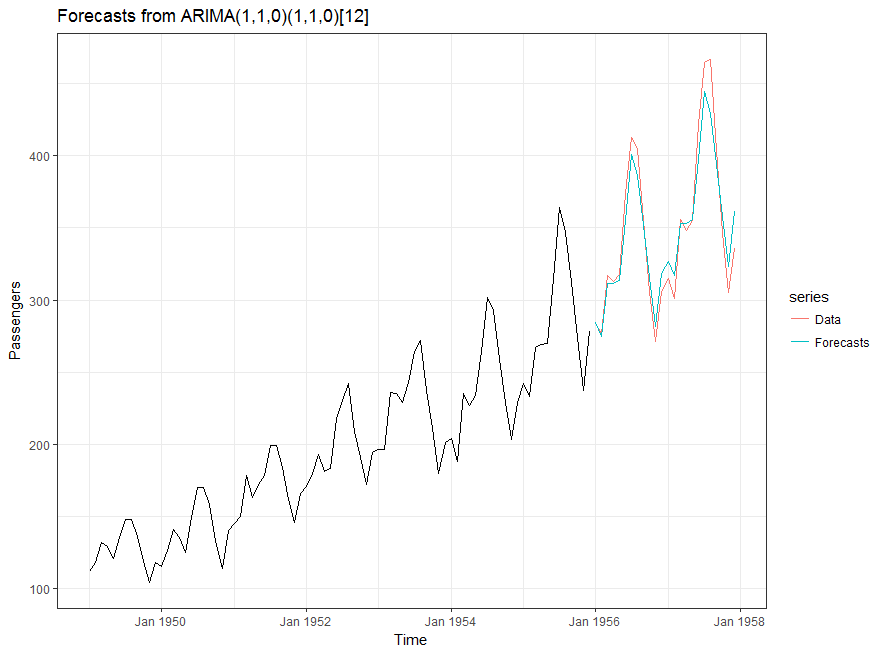 Forecasts from ARIMA(1,1,0)(1,1,0)[12]
400
300
200
100
Passengers
Jan 1950
Jan 1952
Jan 1954
Jan 1956
Jan 1958
Time
series
Data
Forecasts